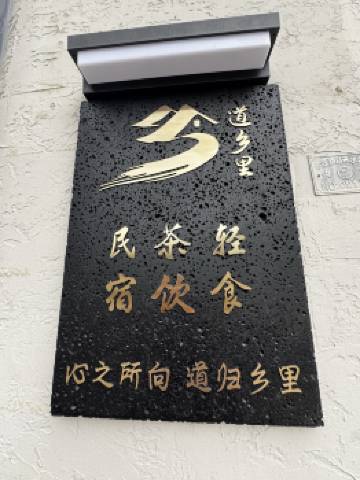 道乡里
民宿
茶饮
轻食
心之所向 道归乡里